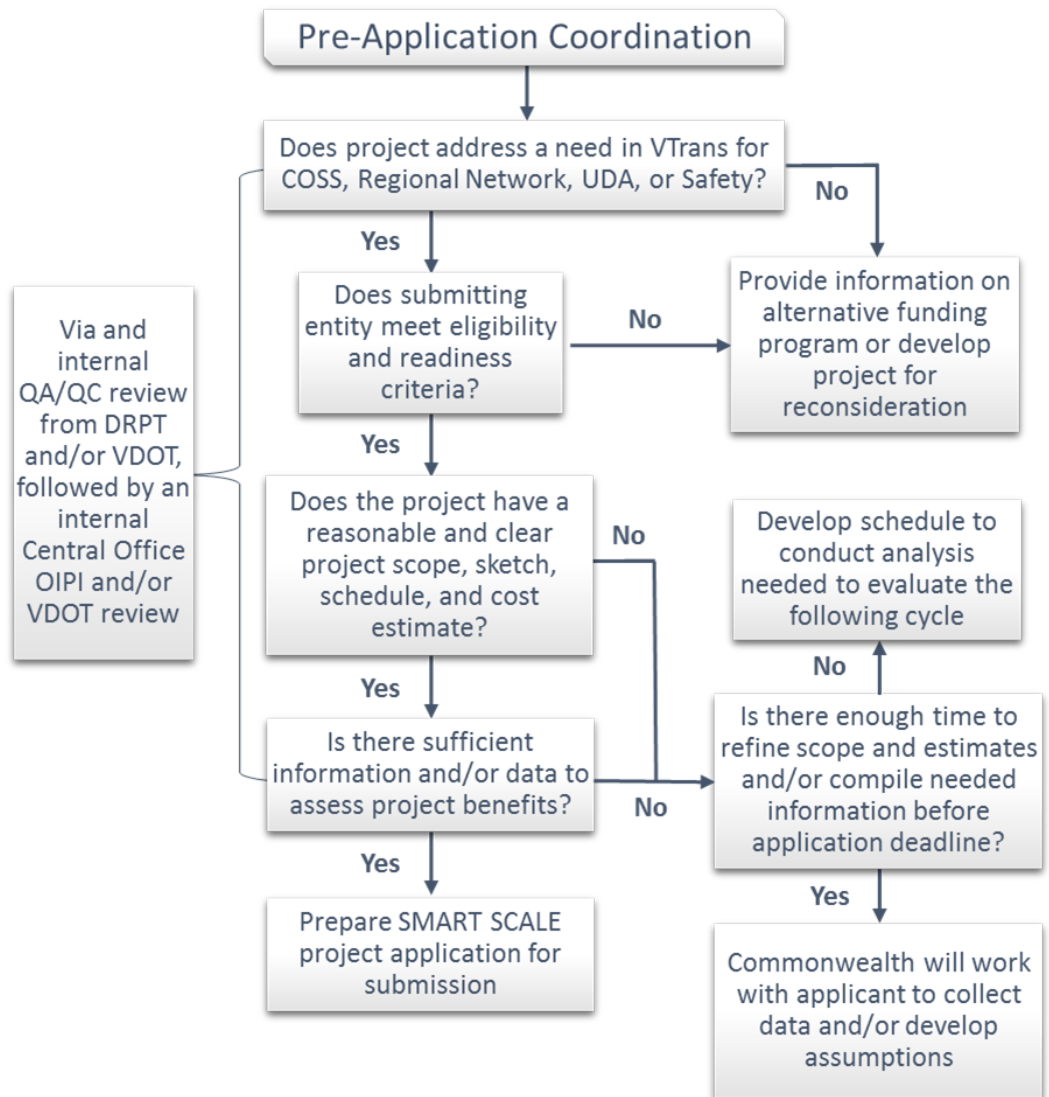 Pre-Application Coordination
Does project address a need in VTrans for
COSS, Regional Network, UDA, or Safety?
No
Yes
Does submitting
entity meet eligibility
and readiness
criteria?
No
Provide information on
alternative funding
program or develop
project for
reconsideration
Via and
internal
QA/QC review
from DRPT
and/or VDOT,
followed by an
internal
Central Office
OIPI and/or
VDOT review
Yes
Does the project have a
reasonable and clear
project scope, sketch,
schedule, and cost
estimate?
No
Develop schedule to
conduct analysis
needed to evaluate the
following cycle
No
Yes
Is there sufficient
information and/or data to
assess project benefits?
No
Is there enough time to
refine scope and estimates
and/or compile needed
information before
application deadline?
Yes
Yes
Prepare SMART SCALE
project application for
submission
Commonwealth will work
with applicant to collect
data and/or develop
assumptions